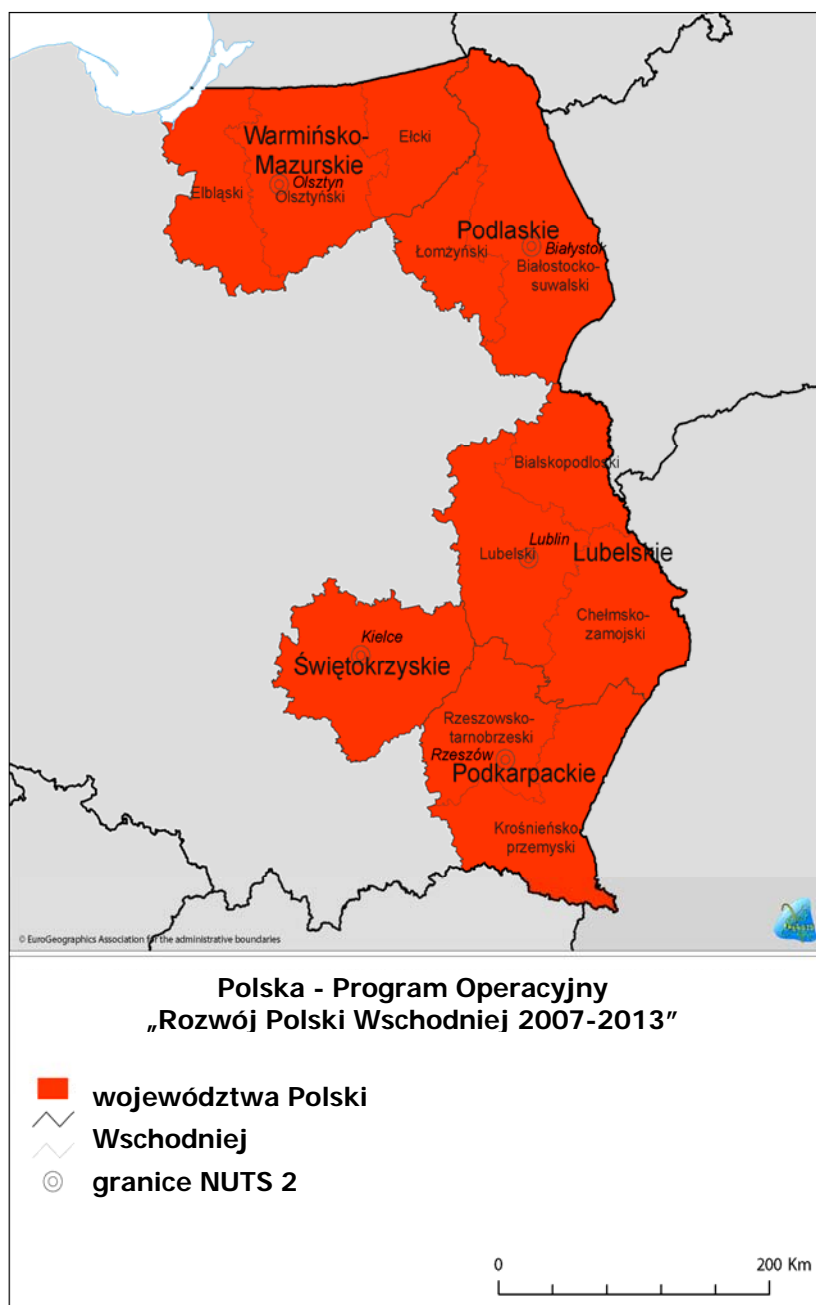 Warmińsko-
Mazurskie
Ełcki
Olsztyn
Elbląski
Olsztyński
Podlaskie
Łomżyński
Białystok
Białostocko-
suwalski
Bialskopodloski
Lublin
Lubelski
Lubelskie
Chełmsko-
zamojski
Kielce
Świętokrzyskie
Rzeszowsko-
tarnobrzeski
Rzeszów
Podkarpackie
Krośnieńsko
przemyski
© EuroGeographics Association for the administrative boundaries
Polska - Program Operacyjny
„Rozwój Polski Wschodniej 2007-2013”
województwa Polski
Wschodniej
granice NUTS 2
0 200 Km